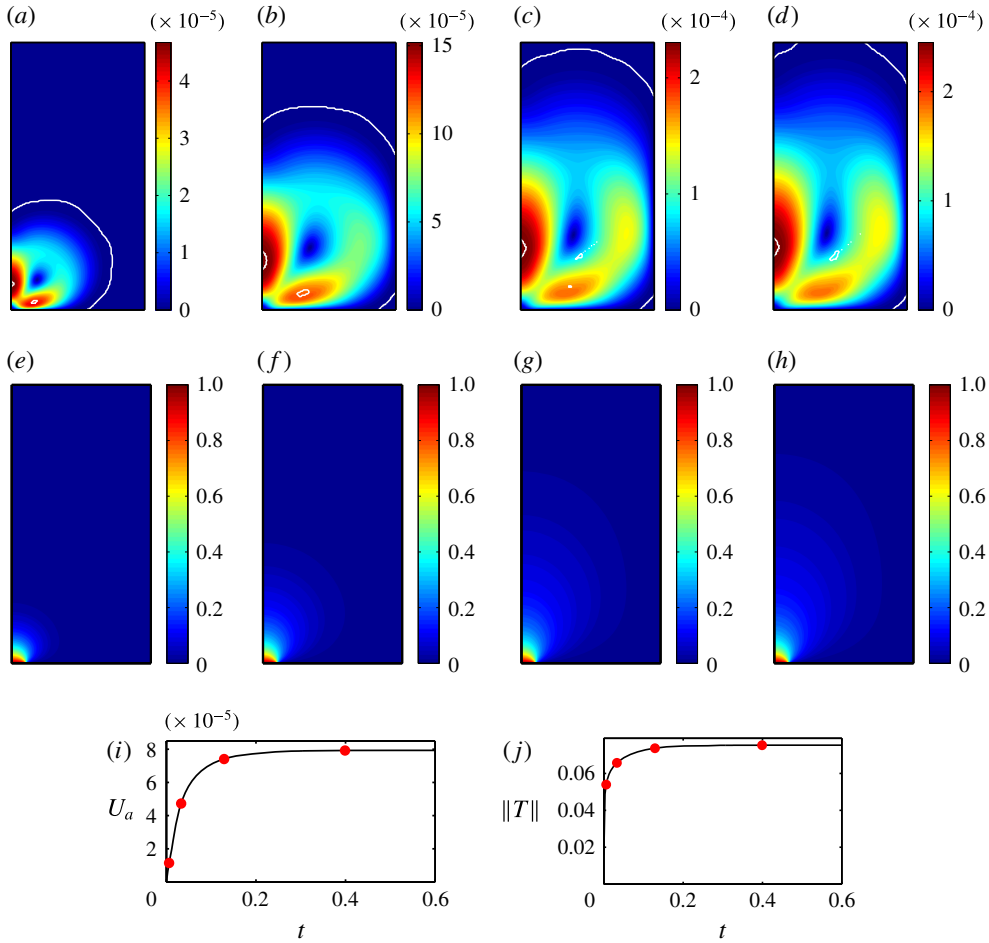 (a) (× 10⁻⁵) (b) (× 10⁻⁵) (c) (× 10⁻⁴) (d) (× 10⁻⁴)
4 15 2 2
3 10
2 1 1
1 5
0 0 0 0
(e) (f) (g) (h)
1.0 1.0 1.0 1.0
0.8 0.8 0.8 0.8
0.6 0.6 0.6 0.6
0.4 0.4 0.4 0.4
0.2 0.2 0.2 0.2
0 0 0 0
(× 10⁻⁵)
(i) 8 (j)
6 0.06
U_a ‖T‖
4 0.04
2 0.02
0 0.2 0.4 0.6 0 0.2 0.4 0.6
t t